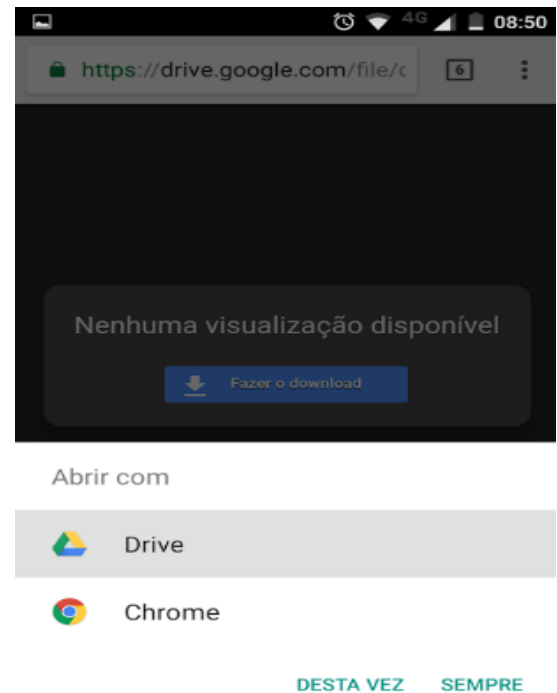 4G 08:50
https://drive.google.com/file/c 6
Nenhuma visualização disponível
Fazer o download
Abrir com
Drive
Chrome
DESTA VEZ SEMPRE